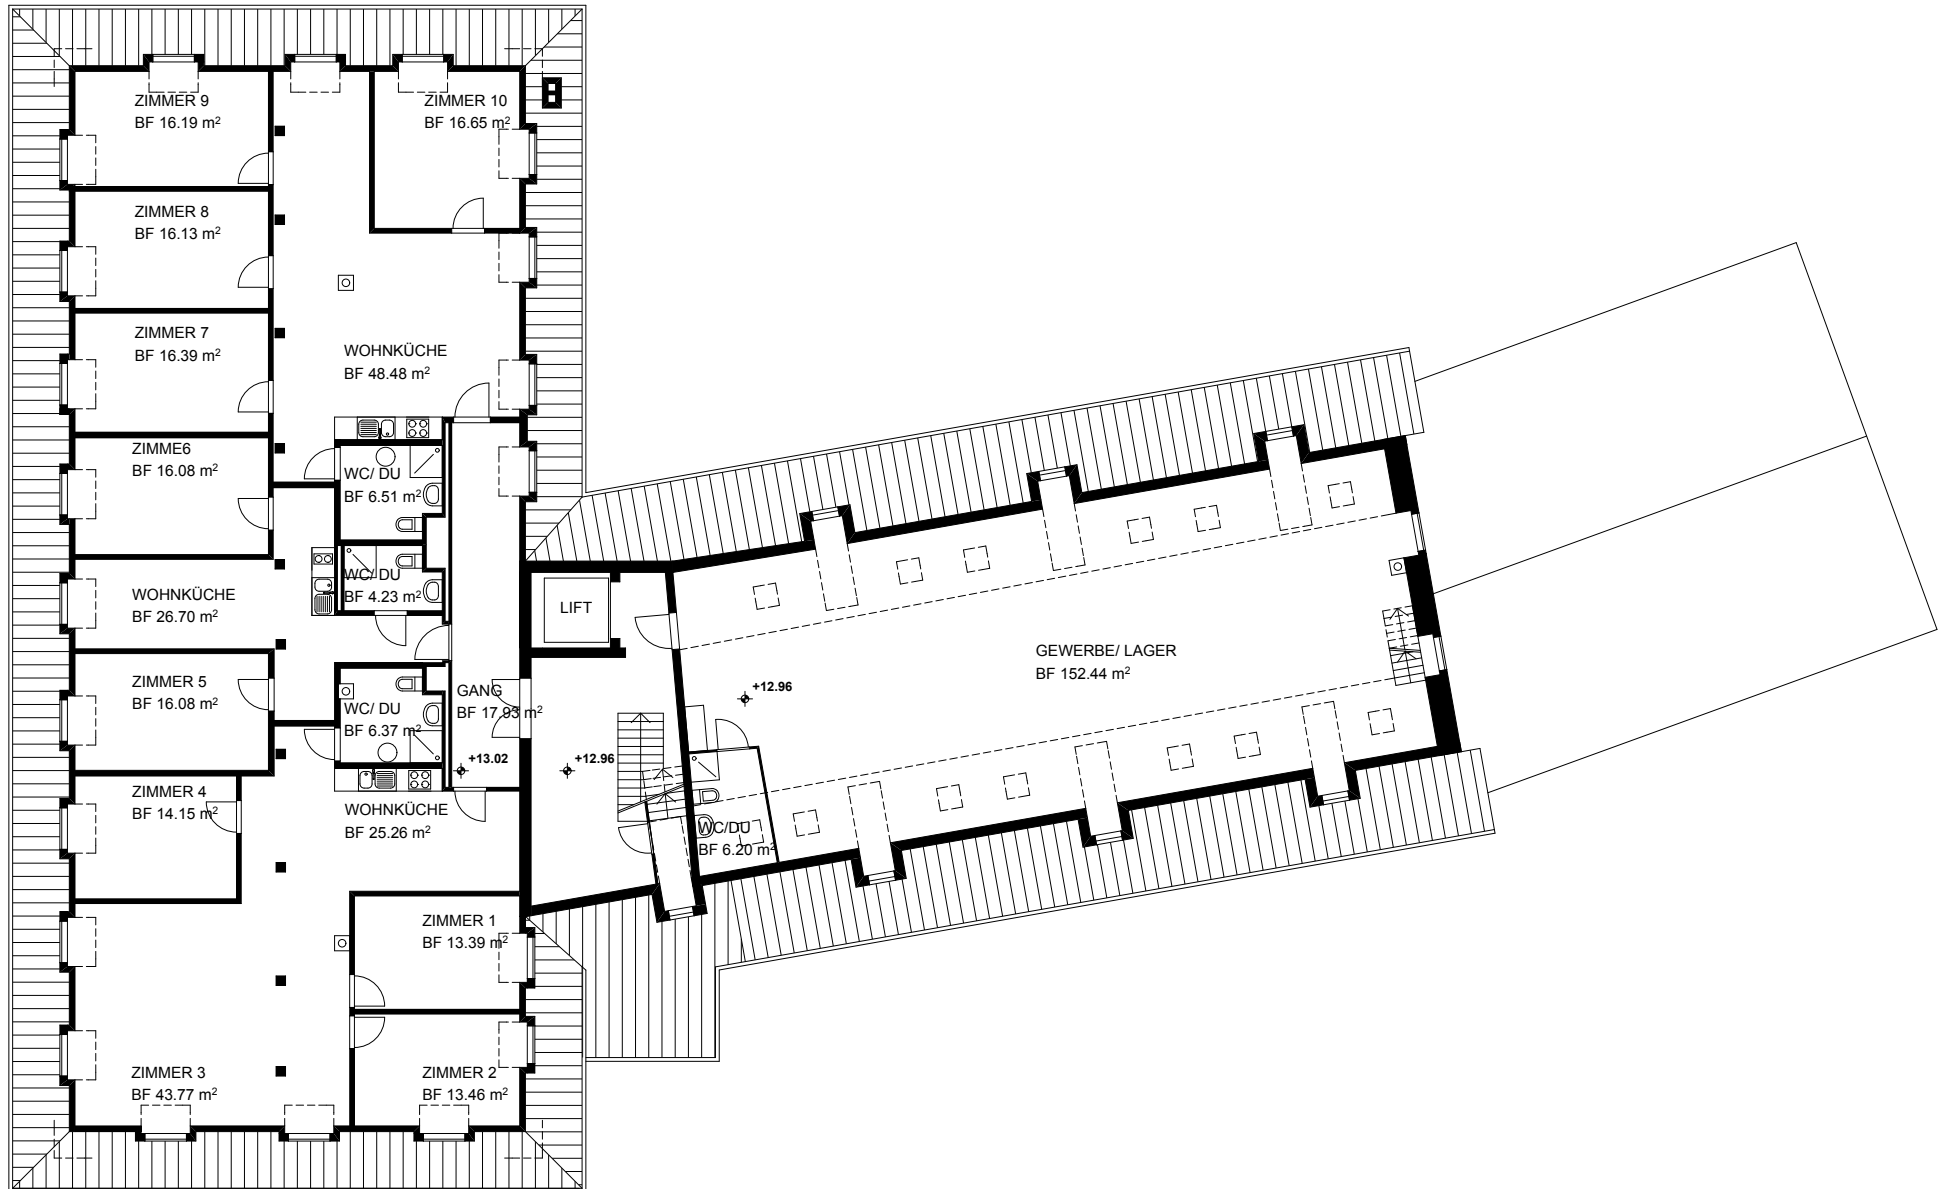 ZIMMER 9
BF 16.19 m²
ZIMMER 10
BF 16.65 m²
ZIMMER 8
BF 16.13 m²
ZIMMER 7
BF 16.39 m²
WOHNKÜCHE
BF 48.48 m²
ZIMME6
BF 16.08 m²
WC/ DU
BF 6.51 m²
WC/ DU
BF 4.23 m²
WOHNKÜCHE
BF 26.70 m²
LIFT
GEWERBE/ LAGER
BF 152.44 m²
ZIMMER 5
BF 16.08 m²
GANG
BF 17.93 m²
WC/ DU
BF 6.37 m²
+12.96
+13.02
+12.96
ZIMMER 4
BF 14.15 m²
WOHNKÜCHE
BF 25.26 m²
WC/DU
BF 6.20 m²
ZIMMER 1
BF 13.39 m²
ZIMMER 3
BF 43.77 m²
ZIMMER 2
BF 13.46 m²